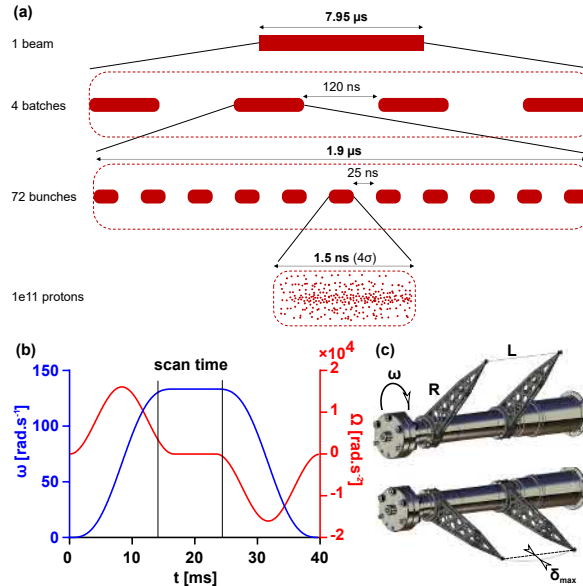 (a)
7.95 µs
1 beam
120 ns
4 batches
1.9 µs
25 ns
72 bunches
1.5 ns (4σ)
1e11 protons
(b)
scan time
×10⁴
150
100
50
0
ω [rad.s⁻¹]
2
1
0
-1
-2
Ω [rad.s⁻²]
0
10
20
30
40
t [ms]
(c)
ω
R
L
δmax